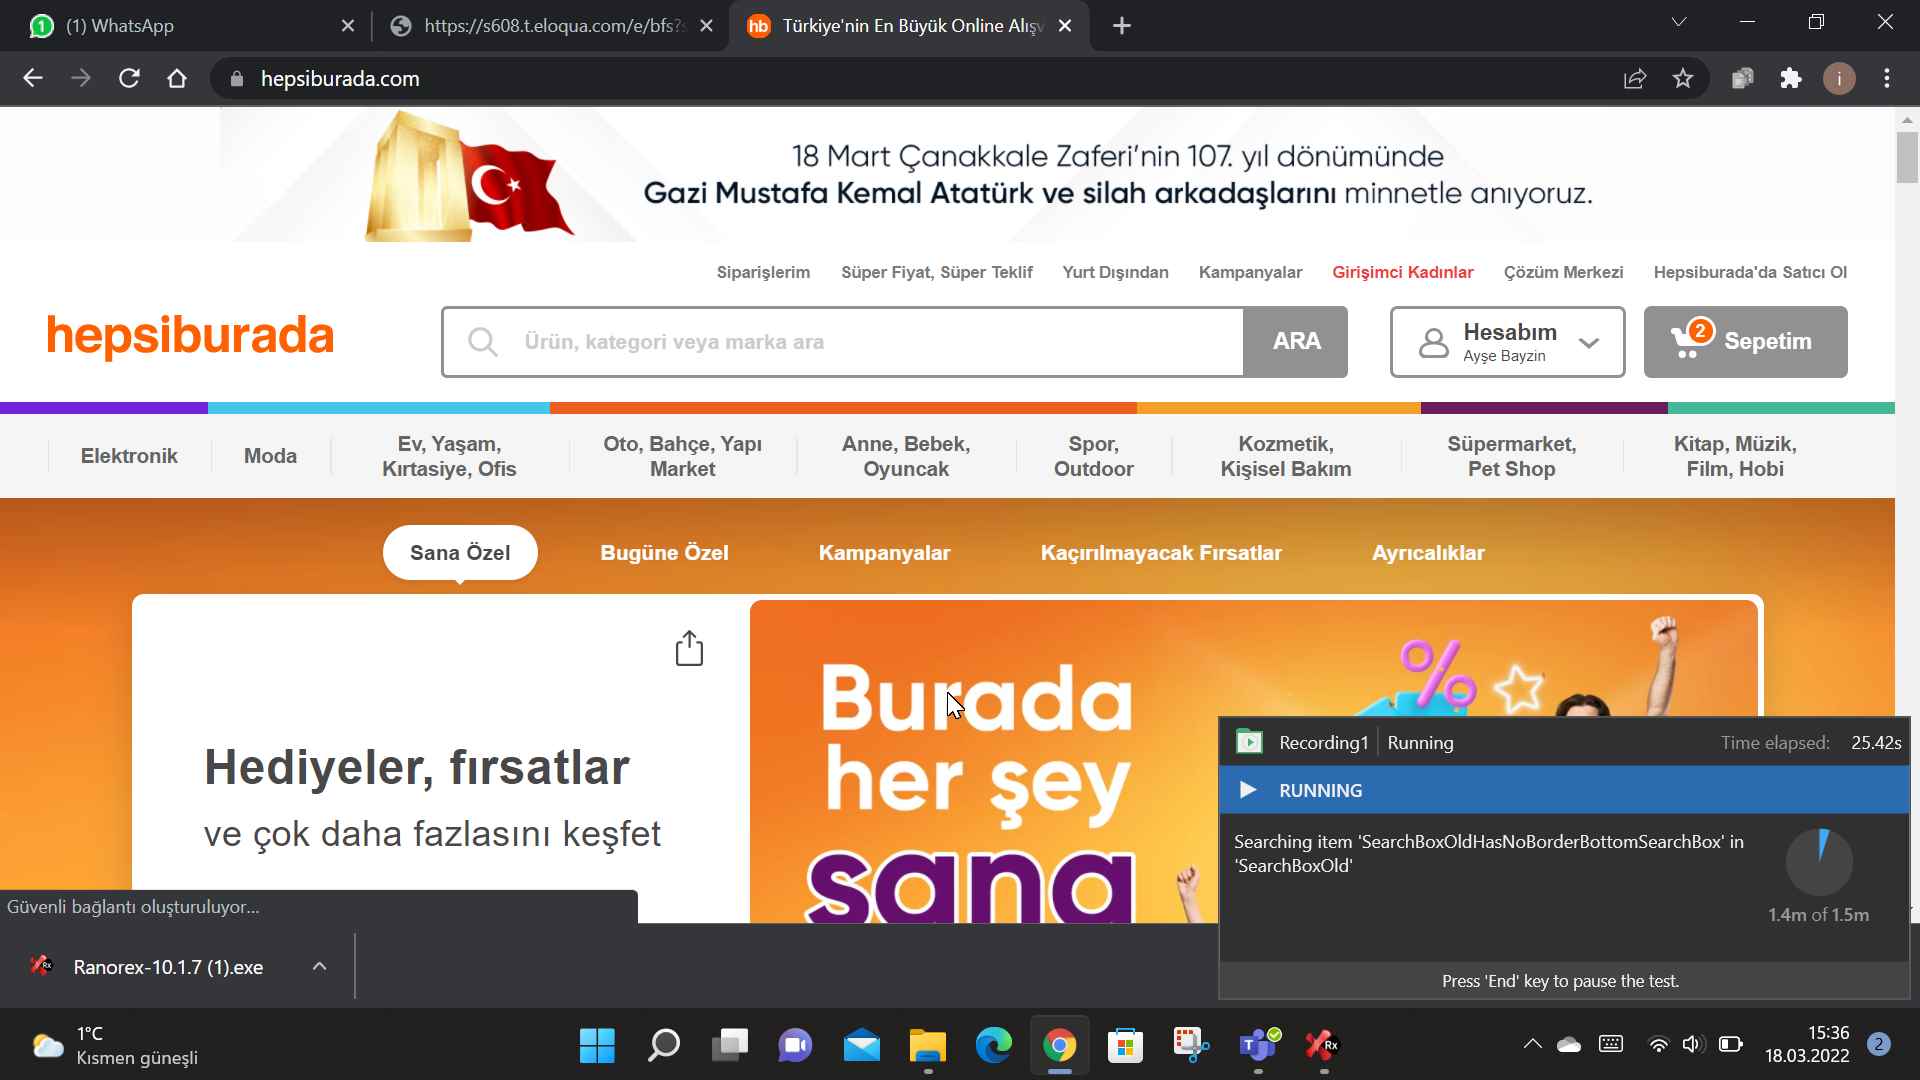 (1) WhatsApp
https://s608.t.eloqua.com/e/bfs?s
hb Türkiye'nin En Büyük Online Alışv
hepsiburada.com
i
18 Mart Çanakkale Zaferi'nin 107. yıl dönümünde
Gazi Mustafa Kemal Atatürk ve silah arkadaşlarını minnetle anıyoruz.
Siparişlerim Süper Fiyat, Süper Teklif Yurt Dışından Kampanyalar Girişimci Kadınlar Çözüm Merkezi Hepsiburada'da Satıcı Ol
hepsiburada
Ürün, kategori veya marka ara
ARA
Hesabım
Ayşe Bayzin
2 Sepetim
Elektronik
Moda
Ev, Yaşam,
Kırtasiye, Ofis
Oto, Bahçe, Yapı
Market
Anne, Bebek,
Oyuncak
Spor,
Outdoor
Kozmetik,
Kişisel Bakım
Süpermarket,
Pet Shop
Kitap, Müzik,
Film, Hobi
Sana Özel Bugüne Özel Kampanyalar Kaçırılmayacak Fırsatlar Ayrıcalıklar
Hediyeler, fırsatlar
ve çok daha fazlasını keşfet
Burada
her şey
sana
%
Recording1 Running Time elapsed: 25.42s
RUNNING
Searching item 'SearchBoxOldHasNoBorderBottomSearchBox' in
'SearchBoxOld'
1.4m of 1.5m
Press 'End' key to pause the test.
Güvenli bağlantı oluşturuluyor...
Ranorex-10.1.7 (1).exe
1°C
Kısmen güneşli
15:36
18.03.2022
2